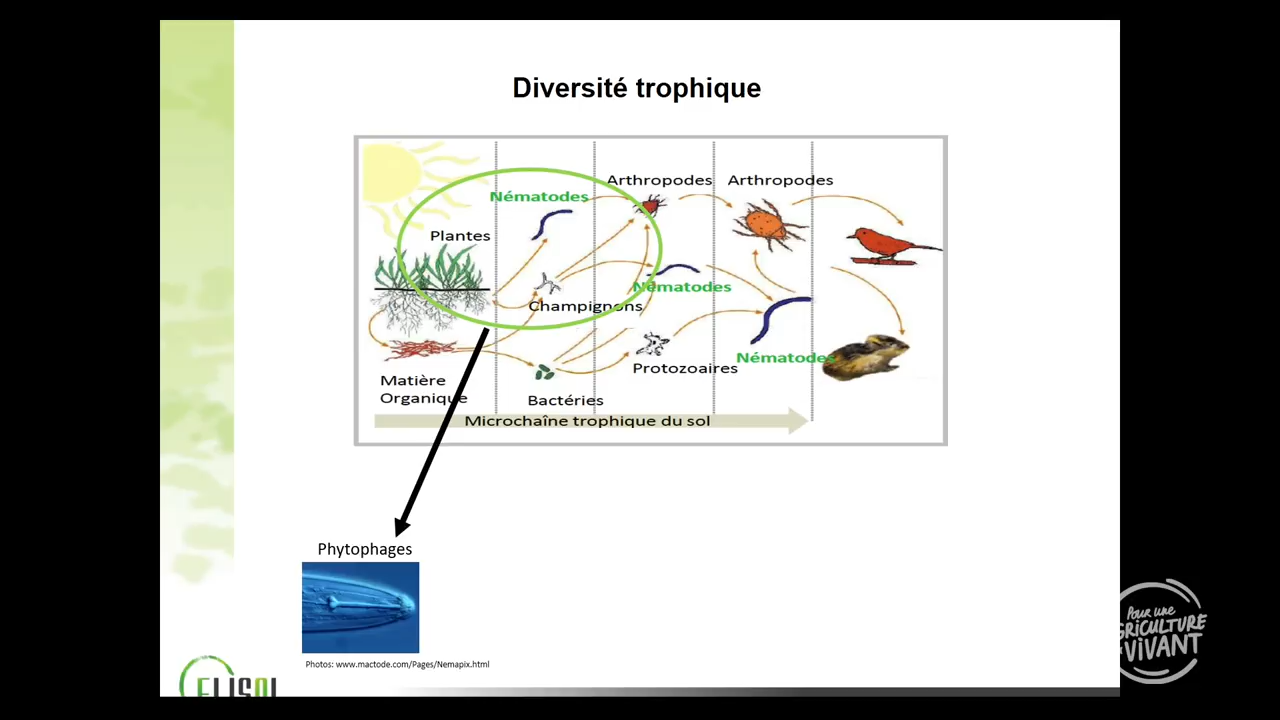 Diversité trophique
Arthropodes
Arthropodes
Nématodes
Plantes
Nématodes
Champignons
Nématodes
Protozoaires
Matière
Organique
Bactéries
Microchaîne trophique du sol
Phytophages
Photos: www.mactode.com/Pages/Nemapix.html
ELISOL
Pour une
AGRICULTURE
VIVANT